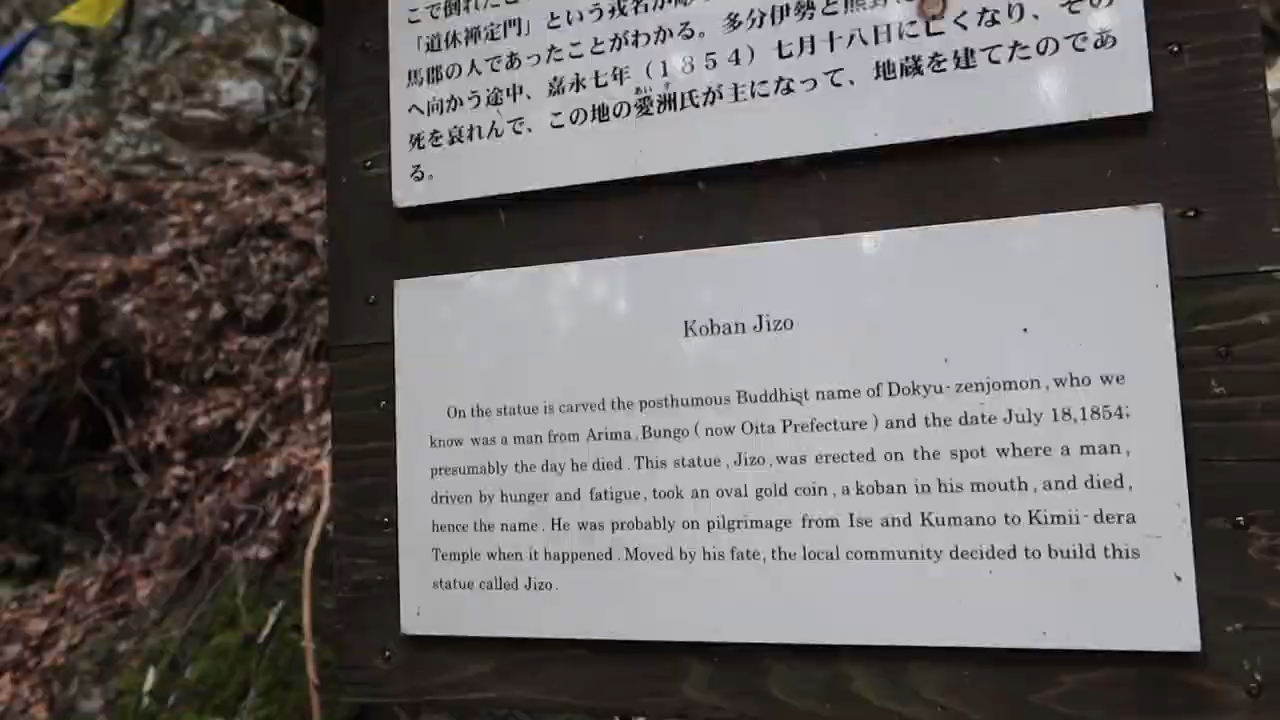 こで倒れたと
「道休禅定門」という戒名が
馬郡の人であったことがわかる。多分伊勢と熊野
へ向かう途中、嘉永七年（１８５４）七月十八日に亡くなり、その
死を哀れんで、この地の愛洲氏が主になって、地蔵を建てたのであ
る。
Koban Jizo
On the statue is carved the posthumous Buddhist name of Dokyu-zenjomon, who we
know was a man from Arima, Bungo (now Oita Prefecture) and the date July 18,1854;
presumably the day he died. This statue, Jizo, was erected on the spot where a man,
driven by hunger and fatigue, took an oval gold coin, a koban in his mouth, and died,
hence the name. He was probably on pilgrimage from Ise and Kumano to Kimii-dera
Temple when it happened. Moved by his fate, the local community decided to build this
statue called Jizo.